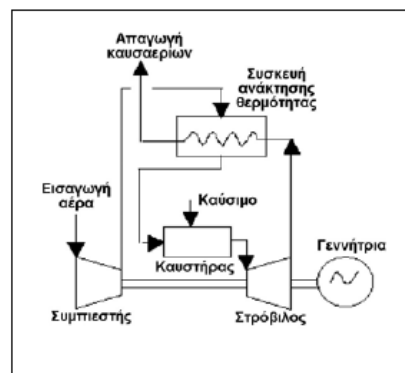 Απαγωγή
καυσαερίων
Συσκευή
ανάκτησης
θερμότητας
Εισαγωγή
αέρα
Καύσιμο
Γεννήτρια
Καυστήρας
Συμπιεστής
Στρόβιλος